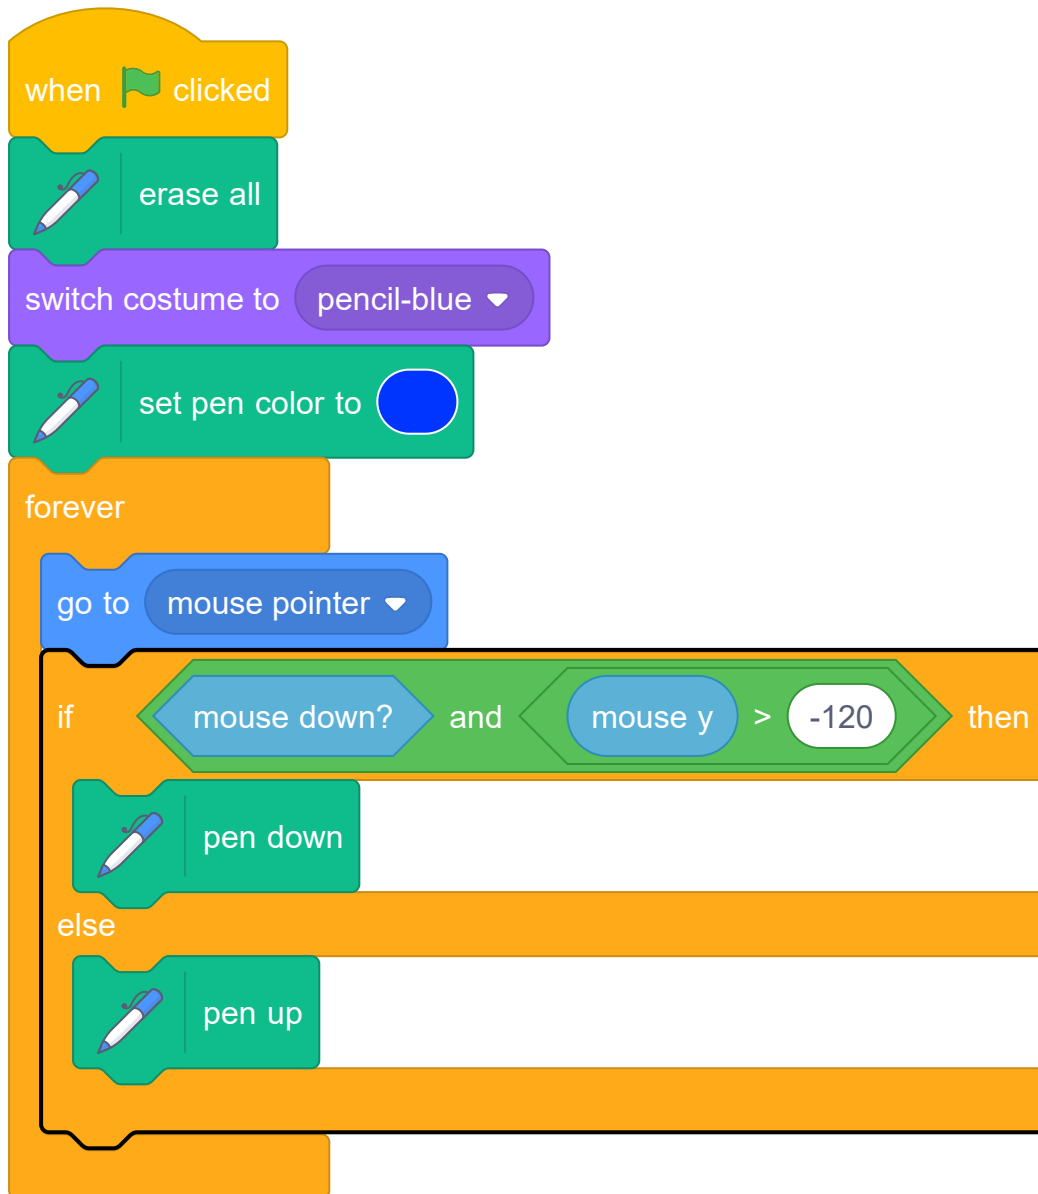 when clicked
erase all
switch costume to pencil-blue
set pen color to
forever
go to mouse pointer
if mouse down? and mouse y > -120 then
pen down
else
pen up